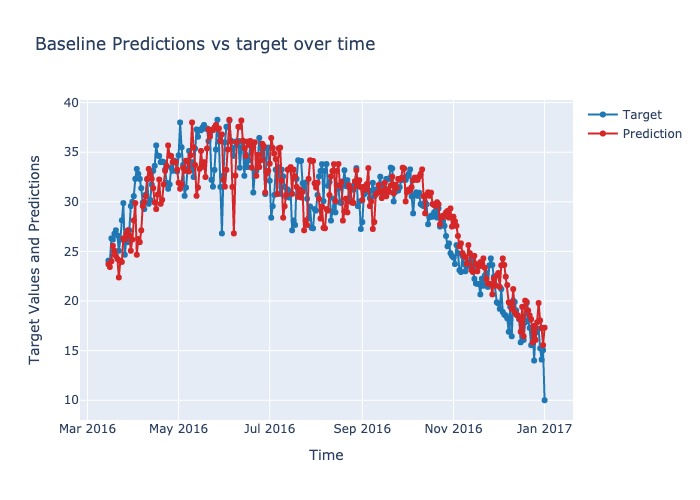 Baseline Predictions vs target over time
Target
Prediction
Target Values and Predictions
40
35
30
25
20
15
10
Mar 2016
May 2016
Jul 2016
Sep 2016
Nov 2016
Jan 2017
Time